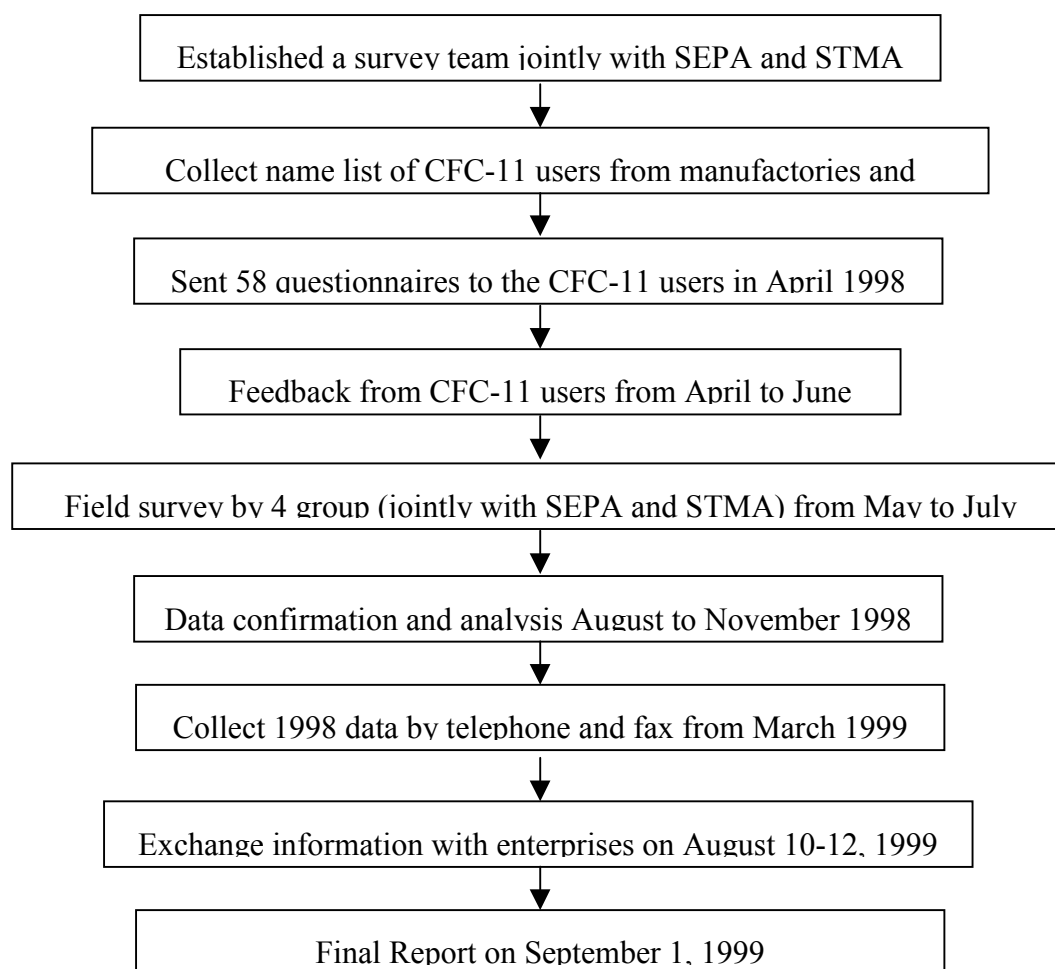 Established a survey team jointly with SEPA and STMA
Collect name list of CFC-11 users from manufactories and
Sent 58 questionnaires to the CFC-11 users in April 1998
Feedback from CFC-11 users from April to June
Field survey by 4 group (jointly with SEPA and STMA) from May to July
Data confirmation and analysis August to November 1998
Collect 1998 data by telephone and fax from March 1999
Exchange information with enterprises on August 10-12, 1999
Final Report on September 1, 1999